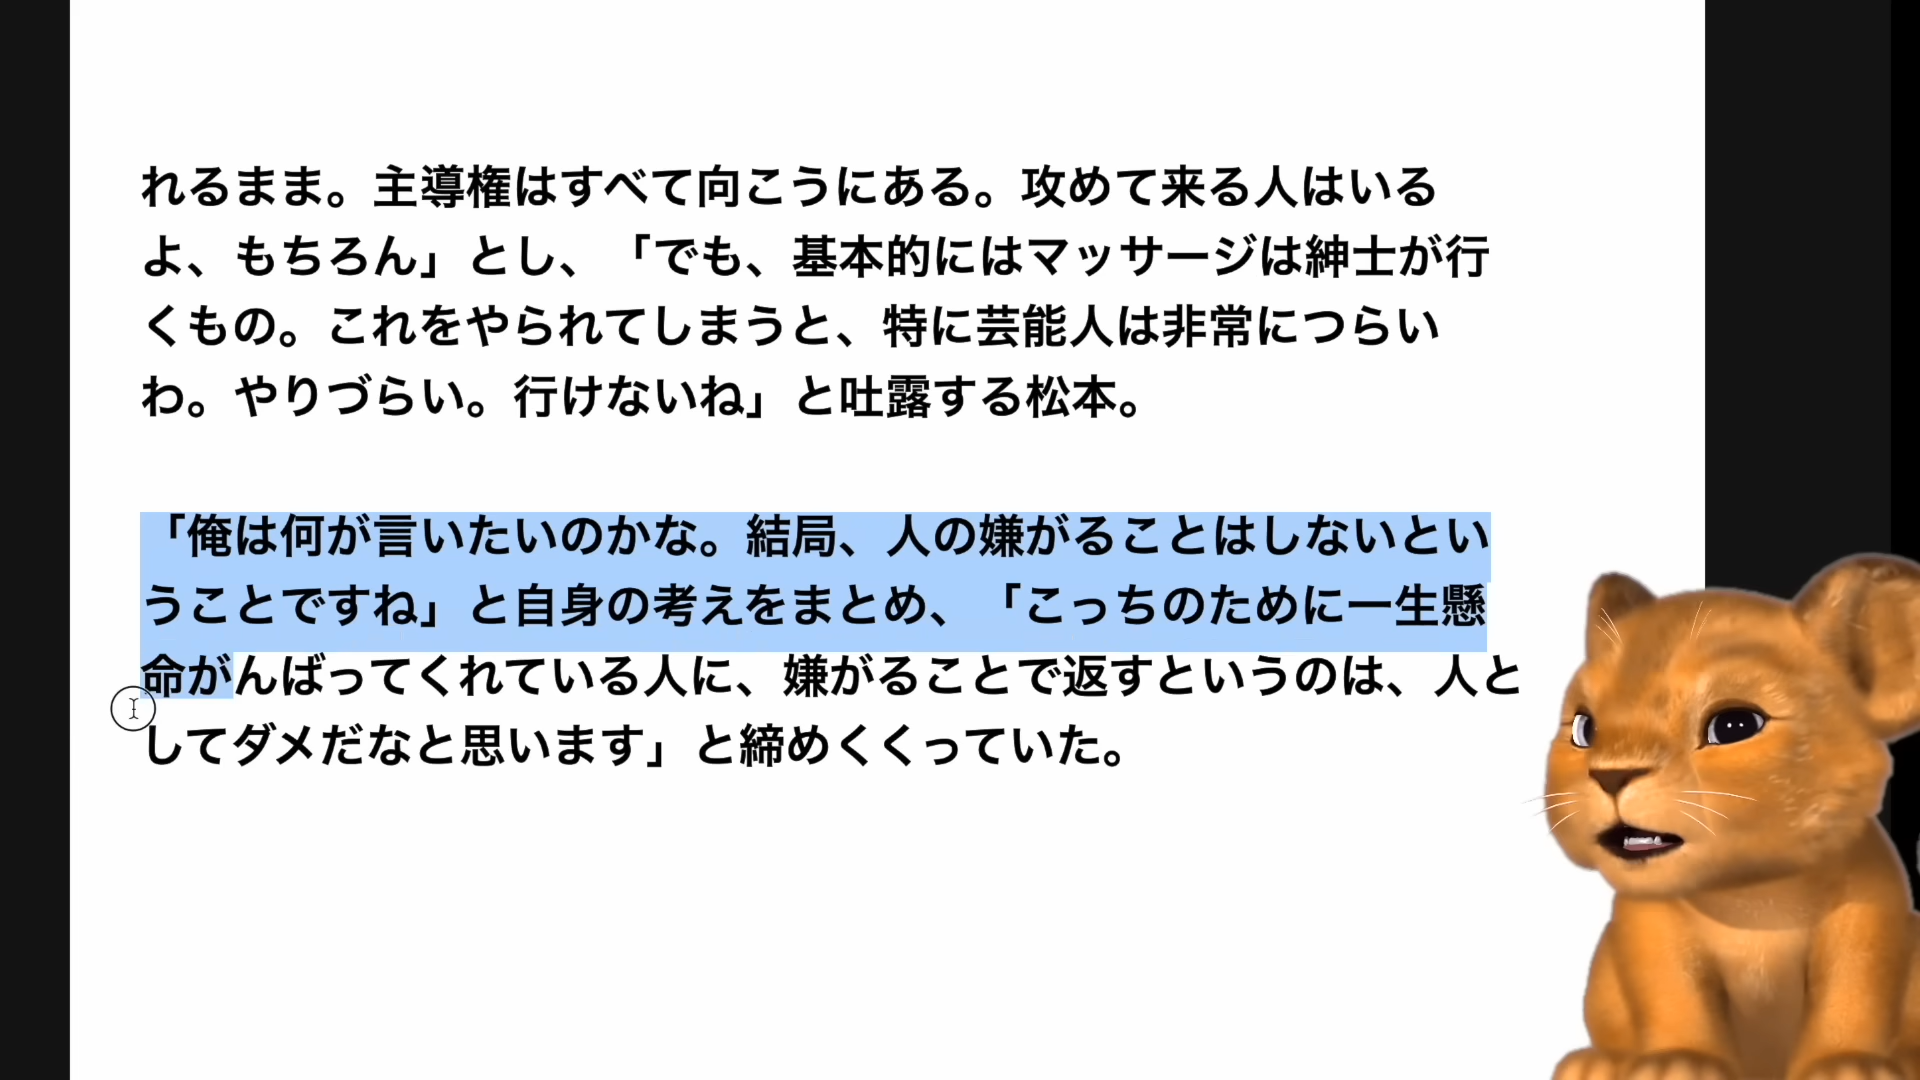 れるまま。主導権はすべて向こうにある。攻めて来る人はいる
よ、もちろん」とし、「でも、基本的にはマッサージは紳士が行
くもの。これをやられてしまうと、特に芸能人は非常につらい
わ。やりづらい。行けないね」と吐露する松本。
「俺は何が言いたいのかな。結局、人の嫌がることはしないとい
うことですね」と自身の考えをまとめ、「こっちのために一生懸
命がんばってくれている人に、嫌がることで返すというのは、人と
してダメだなと思います」と締めくくっていた。